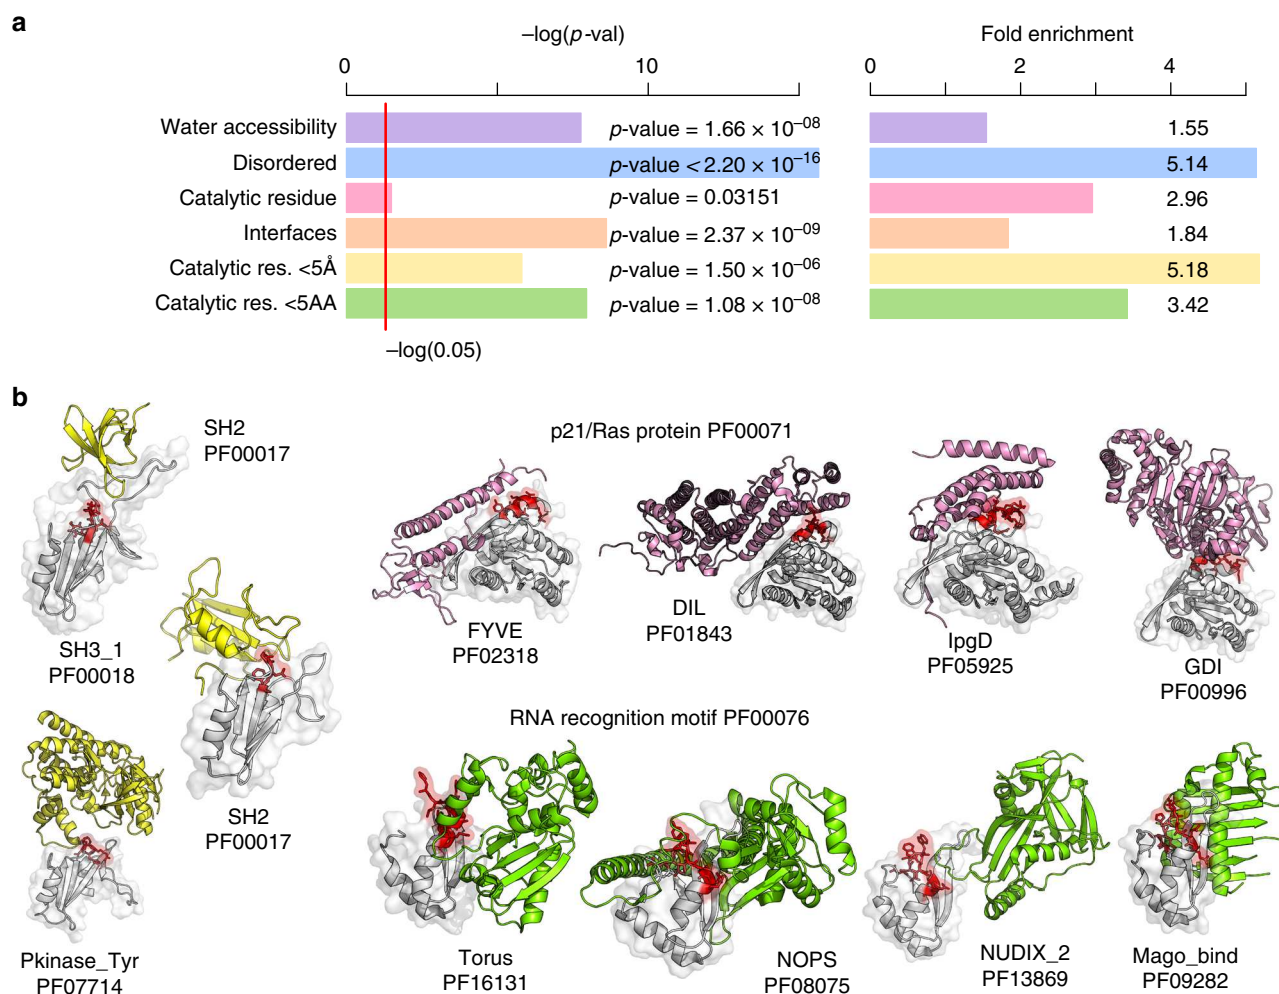 a
–log(p-val)
Fold enrichment
0 10
0 2 4
Water accessibility p-value = 1.66 × 10–08 1.55
Disordered p-value < 2.20 × 10–16 5.14
Catalytic residue p-value = 0.03151 2.96
Interfaces p-value = 2.37 × 10–09 1.84
Catalytic res. <5Å p-value = 1.50 × 10–06 5.18
Catalytic res. <5AA p-value = 1.08 × 10–08 3.42
–log(0.05)
b
SH2
PF00017
SH3_1
PF00018
SH2
PF00017
Pkinase_Tyr
PF07714
p21/Ras protein PF00071
FYVE
PF02318
DIL
PF01843
IpgD
PF05925
GDI
PF00996
RNA recognition motif PF00076
Torus
PF16131
NOPS
PF08075
NUDIX_2
PF13869
Mago_bind
PF09282